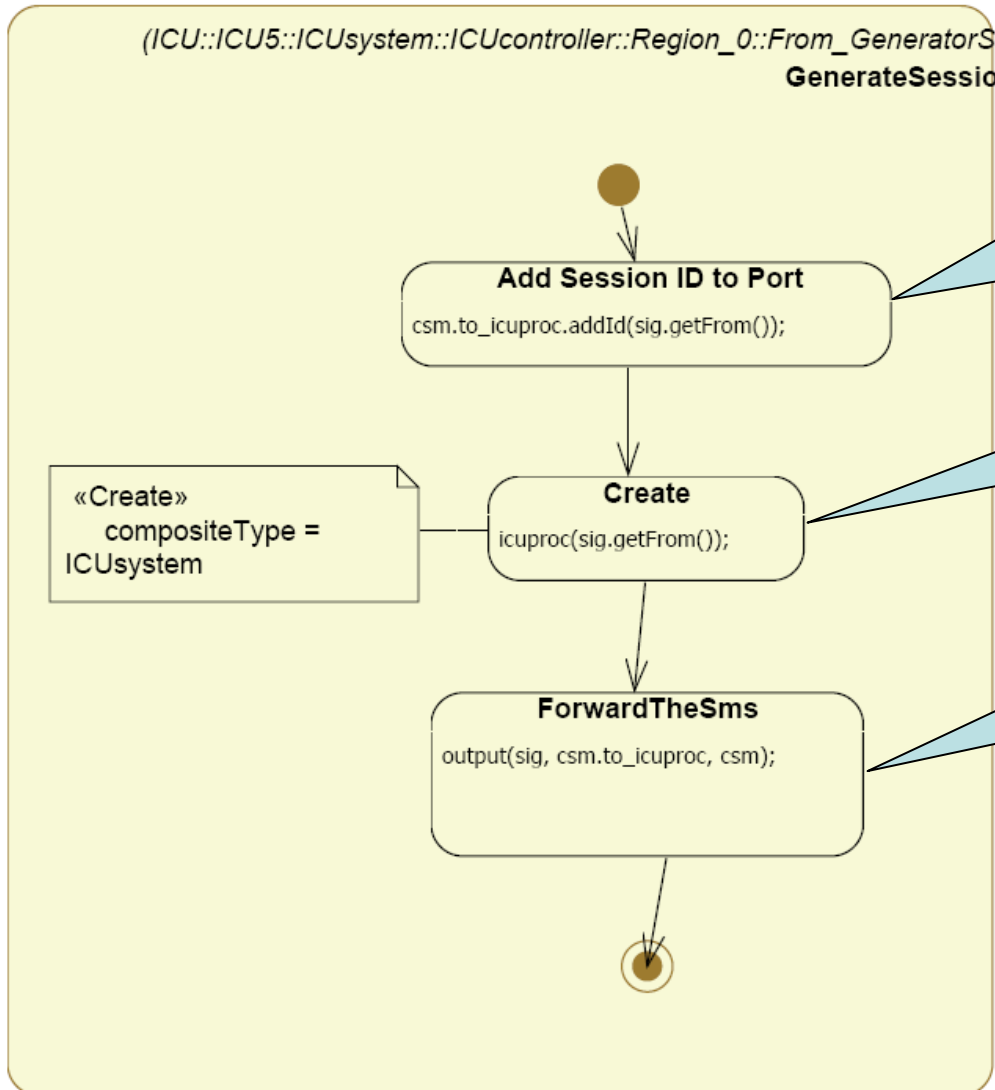 (ICU::ICU5::ICUsystem::ICUcontroller::Region_0::From_GeneratorS
GenerateSessio
Add Session ID to Port
csm.to_icuproc.addId(sig.getFrom());
«Create»
compositeType =
ICUsystem
Create
icuproc(sig.getFrom());
ForwardTheSms
output(sig, csm.to_icuproc, csm);